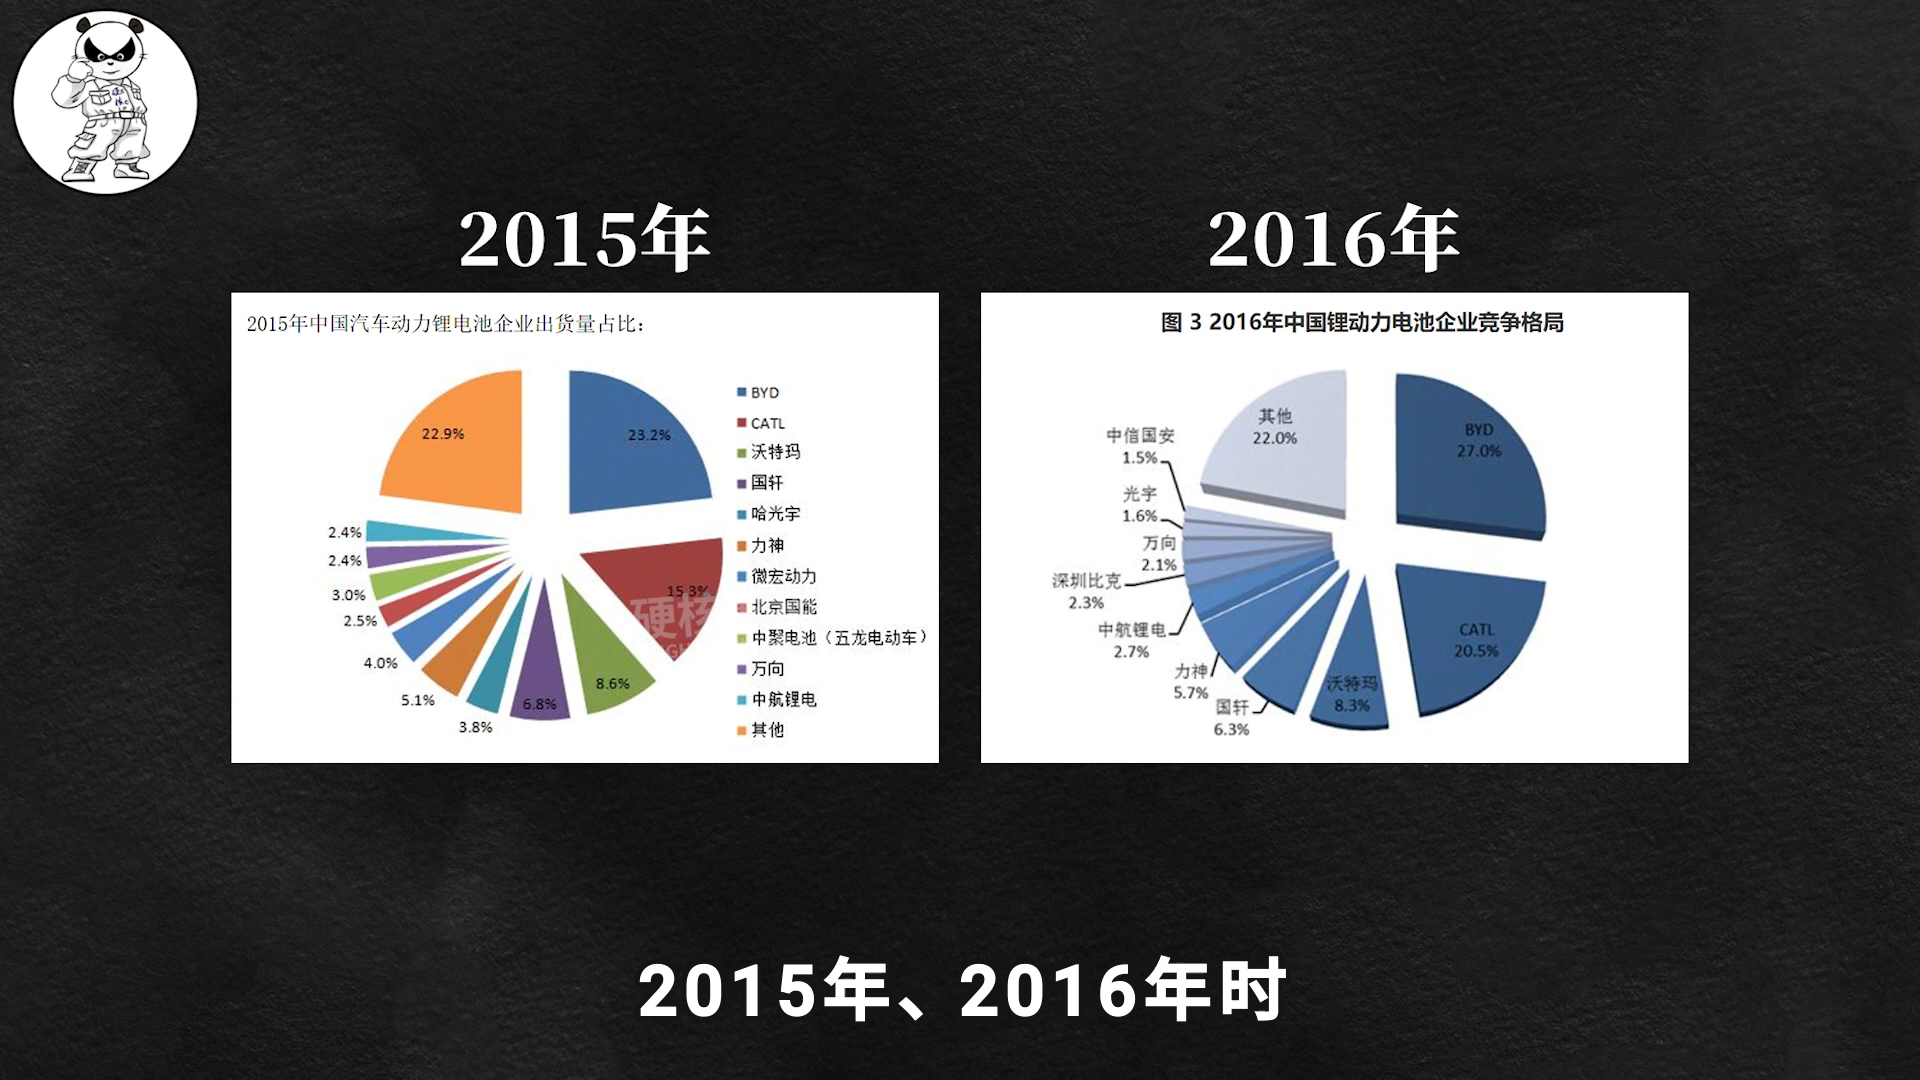 2015年
2016年
2015年中国汽车动力锂电池企业出货量占比：
22.9%
23.2%
15.3%
8.6%
6.8%
3.8%
5.1%
4.0%
2.5%
3.0%
2.4%
2.4%
BYD
CATL
沃特玛
国轩
哈光宇
力神
微宏动力
北京国能
中聚电池（五龙电动车）
万向
中航锂电
其他
硬核
图 3 2016年中国锂动力电池企业竞争格局
其他
22.0%
BYD
27.0%
中信国安
1.5%
光宇
1.6%
万向
2.1%
深圳比克
2.3%
中航锂电
2.7%
力神
5.7%
国轩
6.3%
沃特玛
8.3%
CATL
20.5%
2015年、2016年时